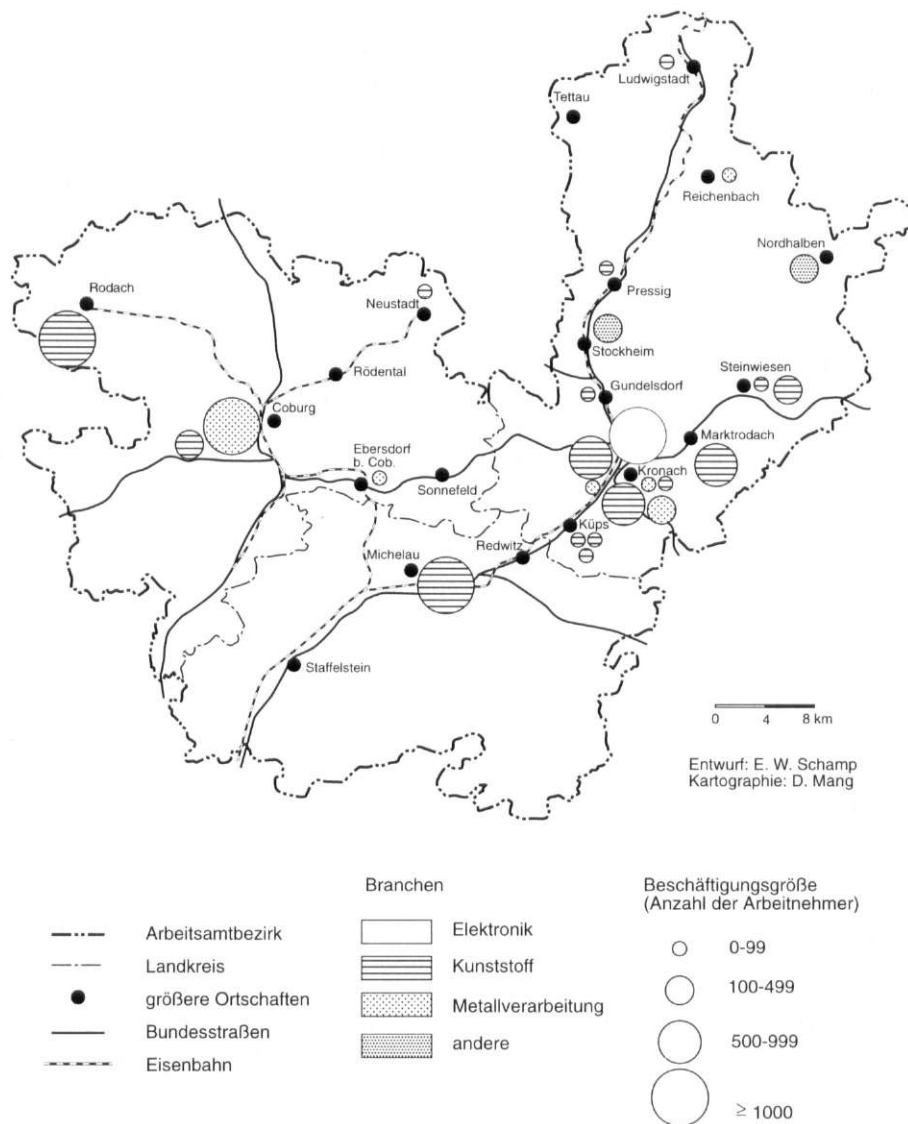 Ludwigstadt
Tettau
Reichenbach
Nordhalben
Rodach
Neustadt
Pressig
Stockheim
Steinwiesen
Rödental
Gundelsdorf
Coburg
Marktrodach
Ebersdorf
b. Cob.
Kronach
Sonnefeld
Küps
Redwitz
Michelau
Staffelstein
0 4 8 km
Entwurf: E. W. Schamp
Kartographie: D. Mang
Arbeitsamtbezirk
Landkreis
größere Ortschaften
Bundesstraßen
Eisenbahn
Branchen
Elektronik
Kunststoff
Metallverarbeitung
andere
Beschäftigungsgröße
(Anzahl der Arbeitnehmer)
0-99
100-499
500-999
≥ 1000